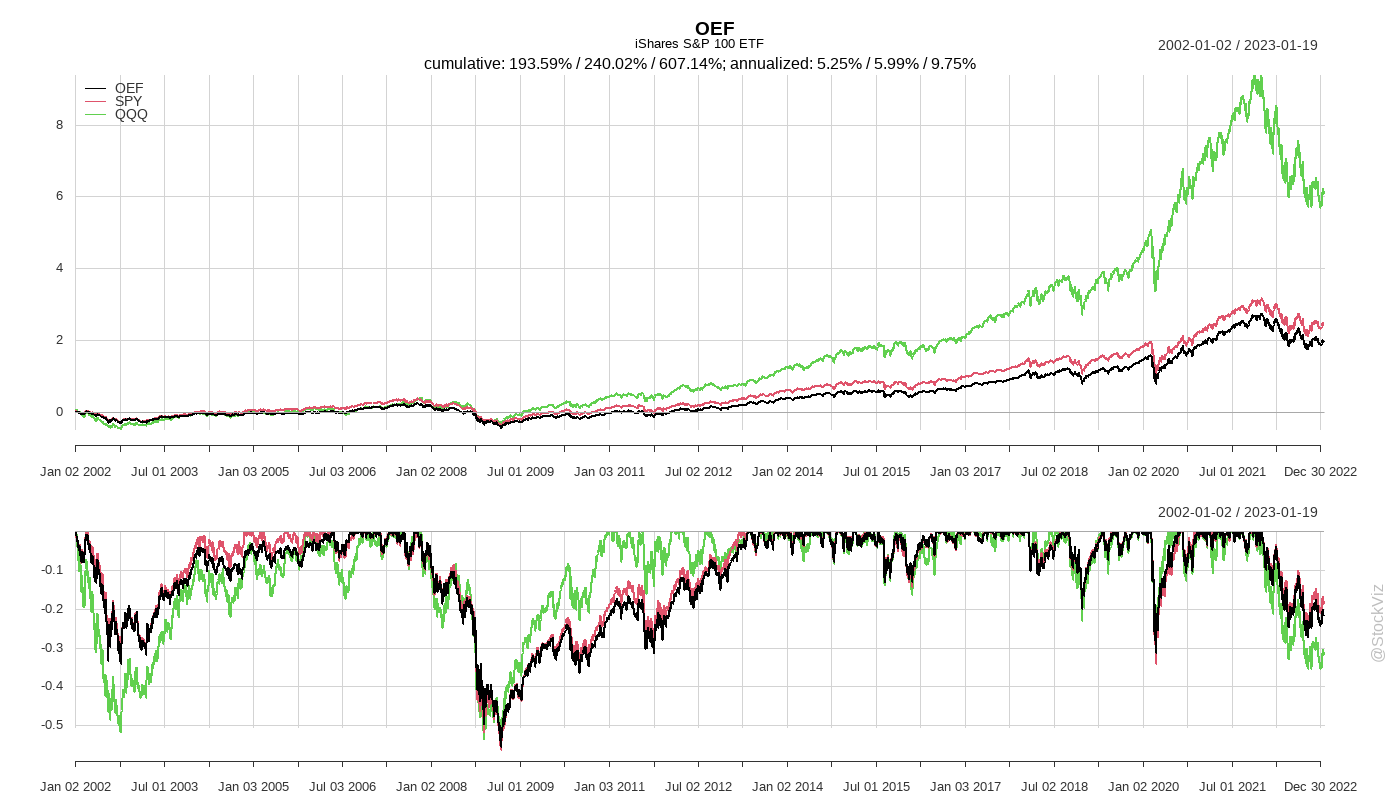 OEF
iShares S&P 100 ETF
2002-01-02 / 2023-01-19
cumulative: 193.59% / 240.02% / 607.14%; annualized: 5.25% / 5.99% / 9.75%
OEF
SPY
QQQ
8
6
4
2
0
Jan 02 2002 Jul 01 2003 Jan 03 2005 Jul 03 2006 Jan 02 2008 Jul 01 2009 Jan 03 2011 Jul 02 2012 Jan 02 2014 Jul 01 2015 Jan 03 2017 Jul 02 2018 Jan 02 2020 Jul 01 2021 Dec 30 2022
2002-01-02 / 2023-01-19
-0.1
-0.2
-0.3
-0.4
-0.5
Jan 02 2002 Jul 01 2003 Jan 03 2005 Jul 03 2006 Jan 02 2008 Jul 01 2009 Jan 03 2011 Jul 02 2012 Jan 02 2014 Jul 01 2015 Jan 03 2017 Jul 02 2018 Jan 02 2020 Jul 01 2021 Dec 30 2022
@StockViz